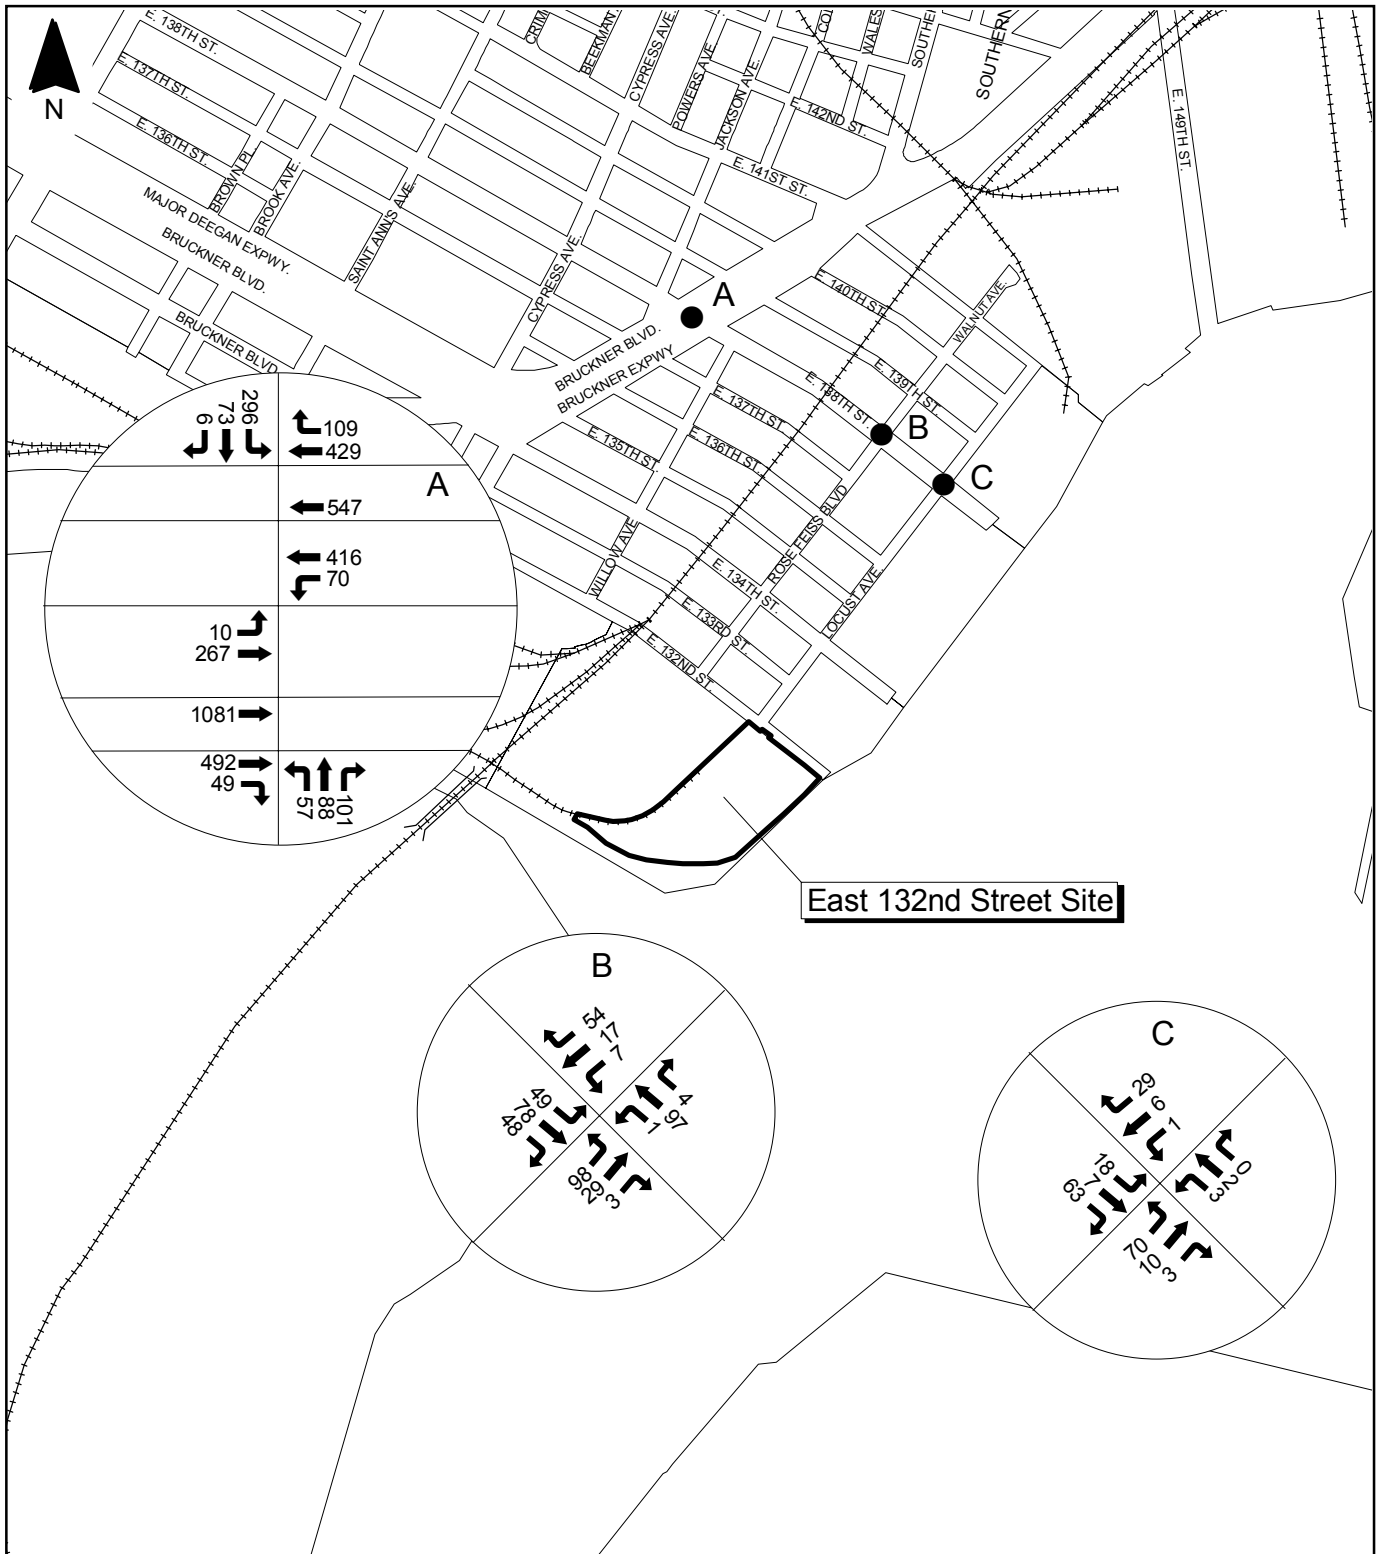 N
E. 138TH ST.
E. 137TH ST.
E. 136TH ST.
BROWN PL.
BROOK AVE.
MAJOR DEEGAN EXPWY.
BRUCKNER BLVD.
BRUCKNER BLVD.
SAINT ANN'S AVE.
CYPRESS AVE.
BEEKMAN
CYPRESS AVE.
POWERS AVE.
JACKSON AVE.
WALES
SOUTHERN
E. 142ND ST.
E. 141ST ST.
E. 149TH ST.
BRUCKNER BLVD.
BRUCKNER EXPWY
A
E. 140TH ST.
WALNUT AVE.
E. 139TH ST.
E. 138TH ST.
B
E. 137TH ST.
E. 136TH ST.
E. 135TH ST.
C
ROSE FEISS BLVD
WILLOW AVE.
LOCUST AVE.
E. 134TH ST.
E. 133RD ST.
E. 132ND ST.
East 132nd Street Site
A
6
73
296
109
429
547
416
70
10
267
1081
492
49
57
88
101
B
54
17
7
49
78
48
4
97
1
98
29
3
C
29
6
1
18
7
63
0
2
3
70
10
3